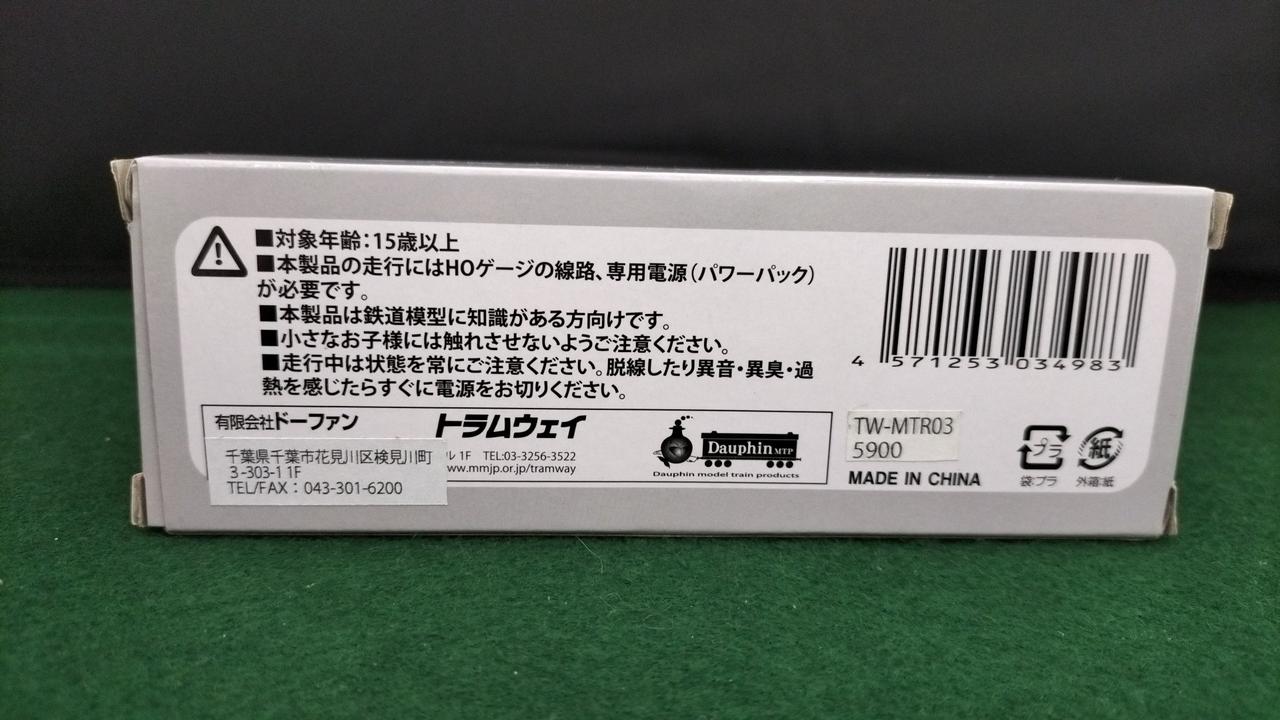 ■対象年齢：15歳以上
■本製品の走行にはHOゲージの線路、専用電源（パワーパック）
が必要です。
■本製品は鉄道模型に知識がある方向けです。
■小さなお子様には触れさせないようご注意ください。
■走行中は状態を常にご注意ください。脱線したり異音・異臭・過
熱を感じたらすぐに電源をお切りください。
4 571253 034983
有限会社ドーファン
トラムウェイ
千葉県千葉市花見川区検見川町
3-303-1 1F
TEL/FAX：043-301-6200
ル 1F TEL:03-3256-3522
www.mmjp.or.jp/tramway
Dauphin MTP
Dauphin model train products
TW-MTR03
5900
MADE IN CHINA
プラ
袋:プラ
紙
外箱:紙